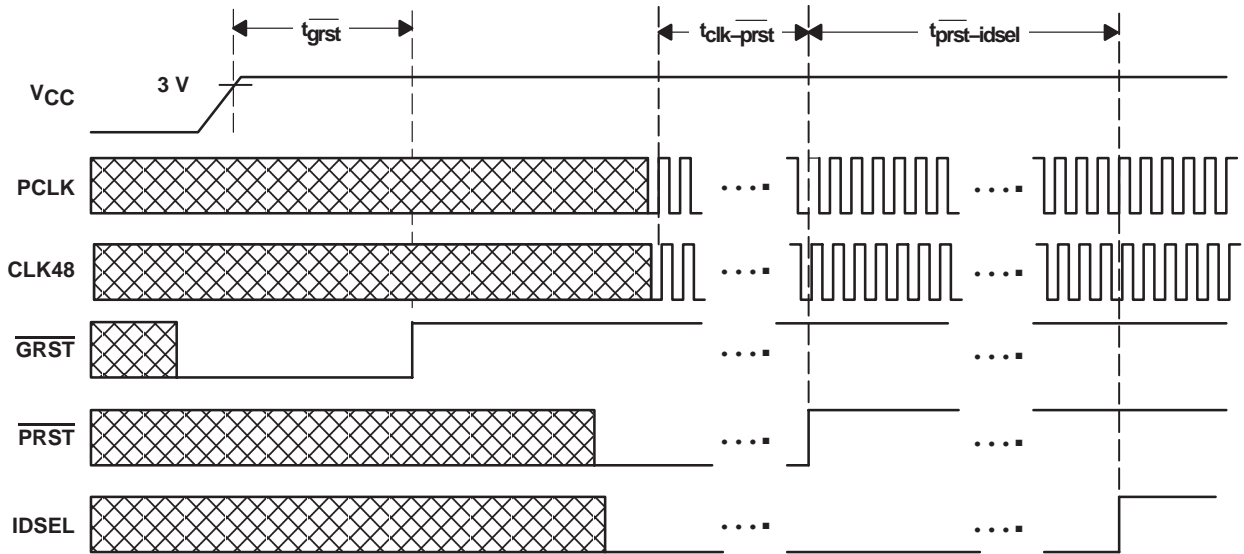 tgrst
tclk–prst
tprst–idsel
3 V
VCC
PCLK
CLK48
GRST
PRST
IDSEL